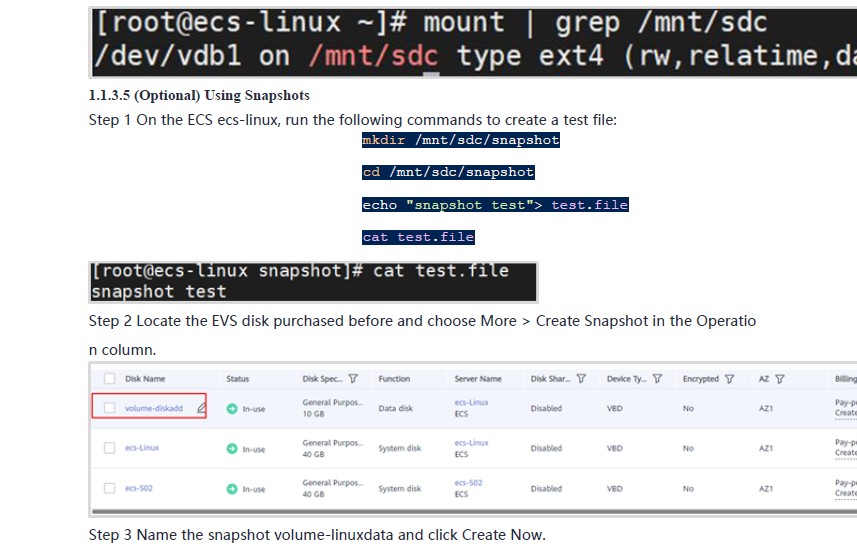 [root@ecs-linux ~]# mount | grep /mnt/sdc
/dev/vdb1 on /mnt/sdc type ext4 (rw,relatime,da
1.1.3.5 (Optional) Using Snapshots
Step 1 On the ECS ecs-linux, run the following commands to create a test file:
mkdir /mnt/sdc/snapshot
cd /mnt/sdc/snapshot
echo "snapshot test"> test.file
cat test.file
[root@ecs-linux snapshot]# cat test.file
snapshot test
Step 2 Locate the EVS disk purchased before and choose More > Create Snapshot in the Operatio
n column.
Disk Name Status Disk Spec... Function Server Name Disk Shar... Device Ty... Encrypted AZ Billing
volume-diskadd In-use General Purpos... Data disk ecs-Linux Disabled VBD No AZ1 Pay-p
10 GB ECS Create
ecs-Linux In-use General Purpos... System disk ecs-Linux Disabled VBD No AZ1 Pay-p
40 GB ECS Create
ecs-502 In-use General Purpos... System disk ecs-502 Disabled VBD No AZ1 Pay-p
40 GB ECS Create
Step 3 Name the snapshot volume-linuxdata and click Create Now.